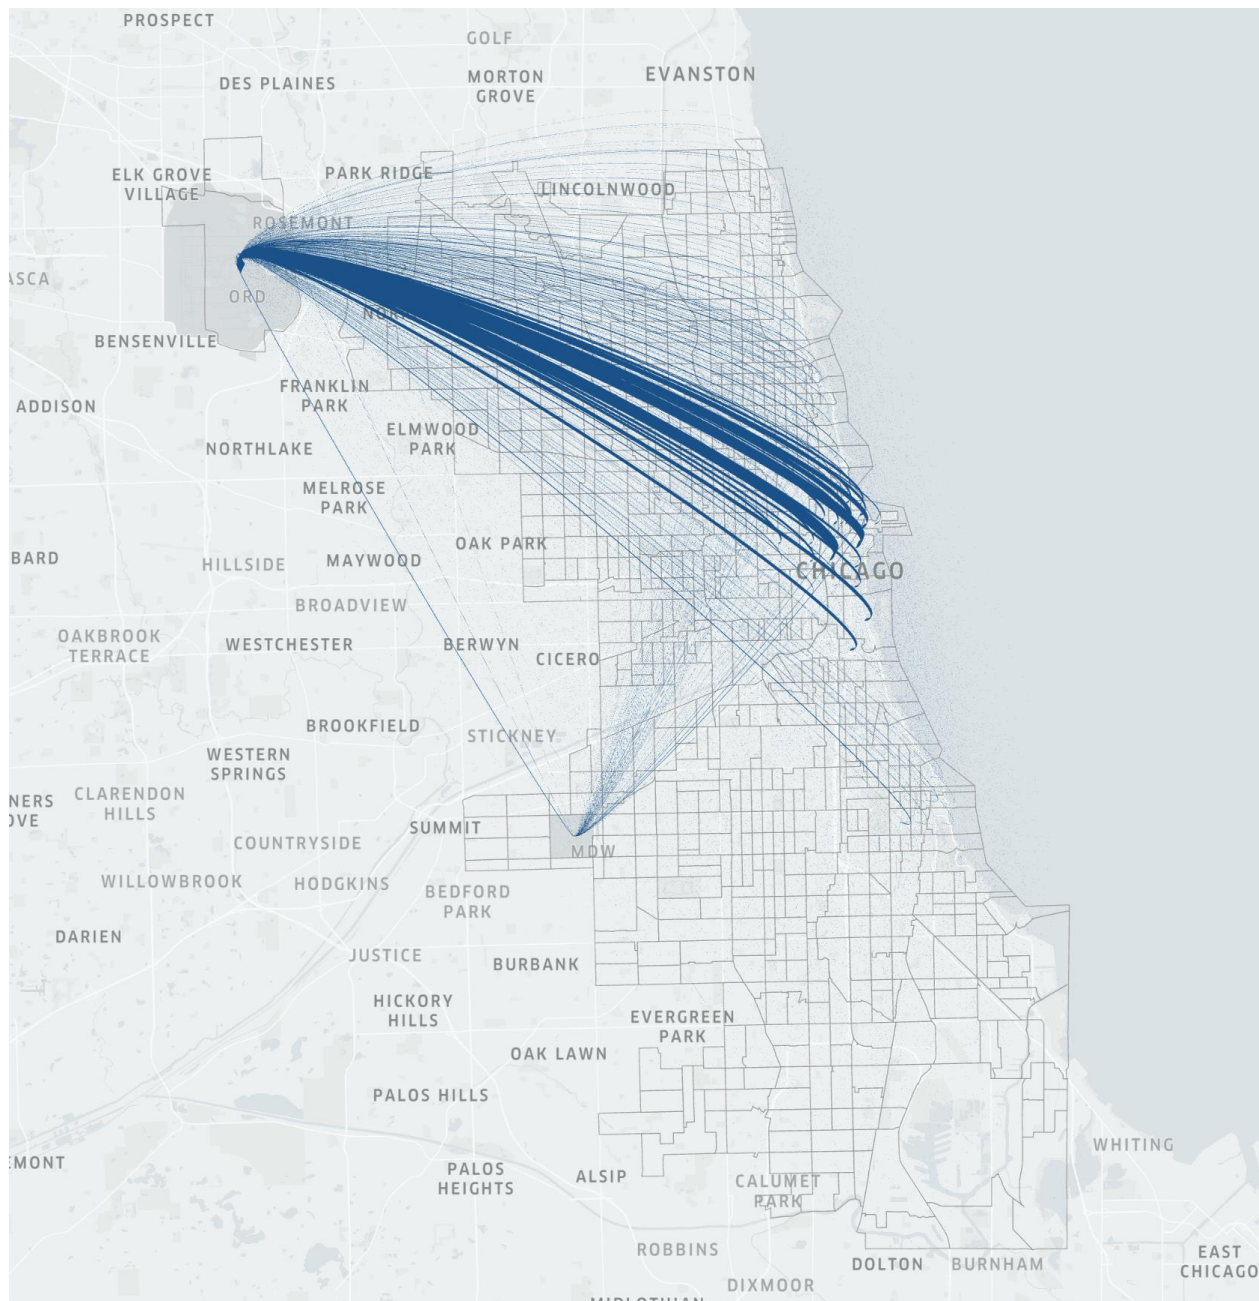 PROSPECT
GOLF
EVANSTON
DES PLAINES
MORTON
GROVE
ELK GROVE
VILLAGE
PARK RIDGE
LINCOLNWOOD
ROSEMONT
ASCA
ORD
NOR
BENSENVILLE
FRANKLIN
PARK
ADDISON
ELMWOOD
PARK
NORTHLAKE
MELROSE
PARK
OAK PARK
BARD
HILLSIDE
MAYWOOD
CHICAGO
BROADVIEW
OAKBROOK
TERRACE
WESTCHESTER
BERWYN
CICERO
BROOKFIELD
STICKNEY
WESTERN
SPRINGS
NERS
OVE
CLARENDON
HILLS
SUMMIT
COUNTRYSIDE
MDW
WILLOWBROOK
HODGKINS
BEDFORD
PARK
DARIEN
JUSTICE
BURBANK
HICKORY
HILLS
EVERGREEN
PARK
OAK LAWN
PALOS HILLS
WHITING
EMONT
PALOS
HEIGHTS
ALSIP
CALUMET
PARK
ROBBINS
DOLTON
BURNHAM
EAST
CHICAGO
DIXMOOR
MIDLOTHIAN